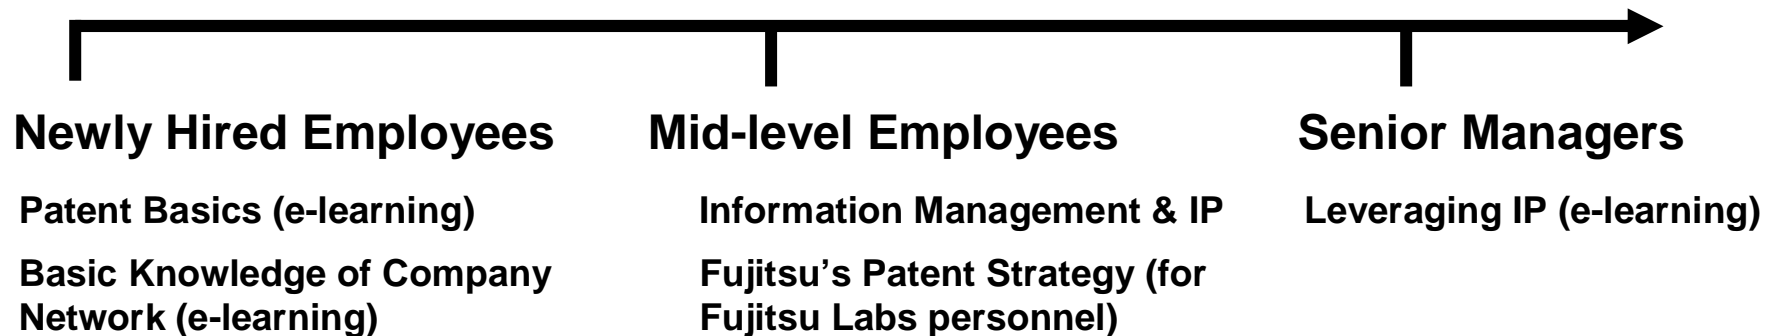 Newly Hired Employees
Mid-level Employees
Senior Managers
Patent Basics (e-learning)
Basic Knowledge of Company
Network (e-learning)
Information Management & IP
Fujitsu’s Patent Strategy (for
Fujitsu Labs personnel)
Leveraging IP (e-learning)